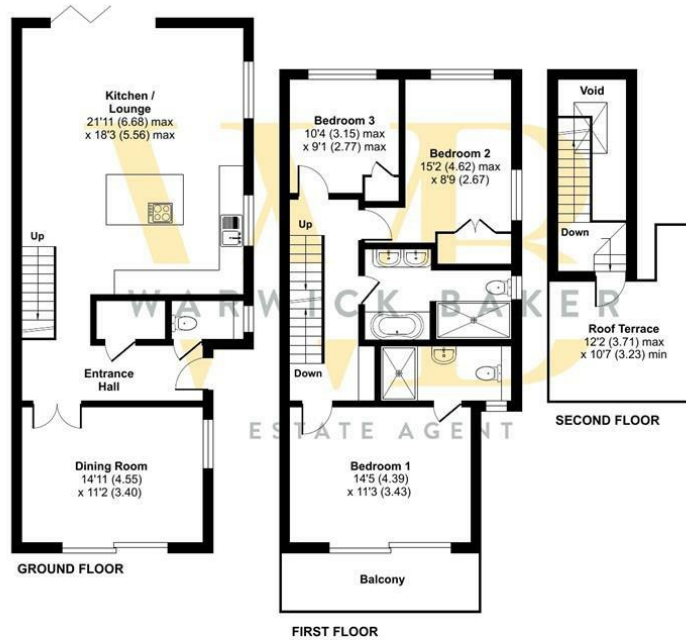 Kitchen /
Lounge
21'11 (6.68) max
x 18'3 (5.56) max
Up
Entrance
Hall
Dining Room
14'11 (4.55)
x 11'2 (3.40)
GROUND FLOOR
Bedroom 3
10'4 (3.15) max
x 9'1 (2.77) max
Bedroom 2
15'2 (4.62) max
x 8'9 (2.67)
Up
Down
Bedroom 1
14'5 (4.39)
x 11'3 (3.43)
Balcony
FIRST FLOOR
Void
Down
Roof Terrace
12'2 (3.71) max
x 10'7 (3.23) min
SECOND FLOOR
WB
WARWICK BAKER
ESTATE AGENT